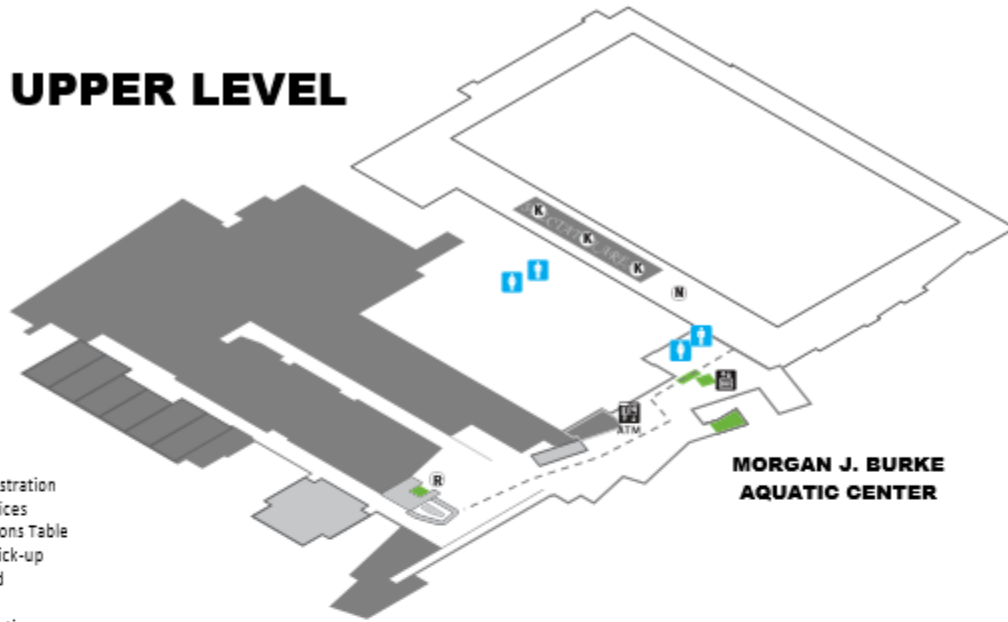 UPPER LEVEL
K
K
K
N
ATM
R
MORGAN J. BURKE
AQUATIC CENTER
stration
ices
ons Table
ick-up